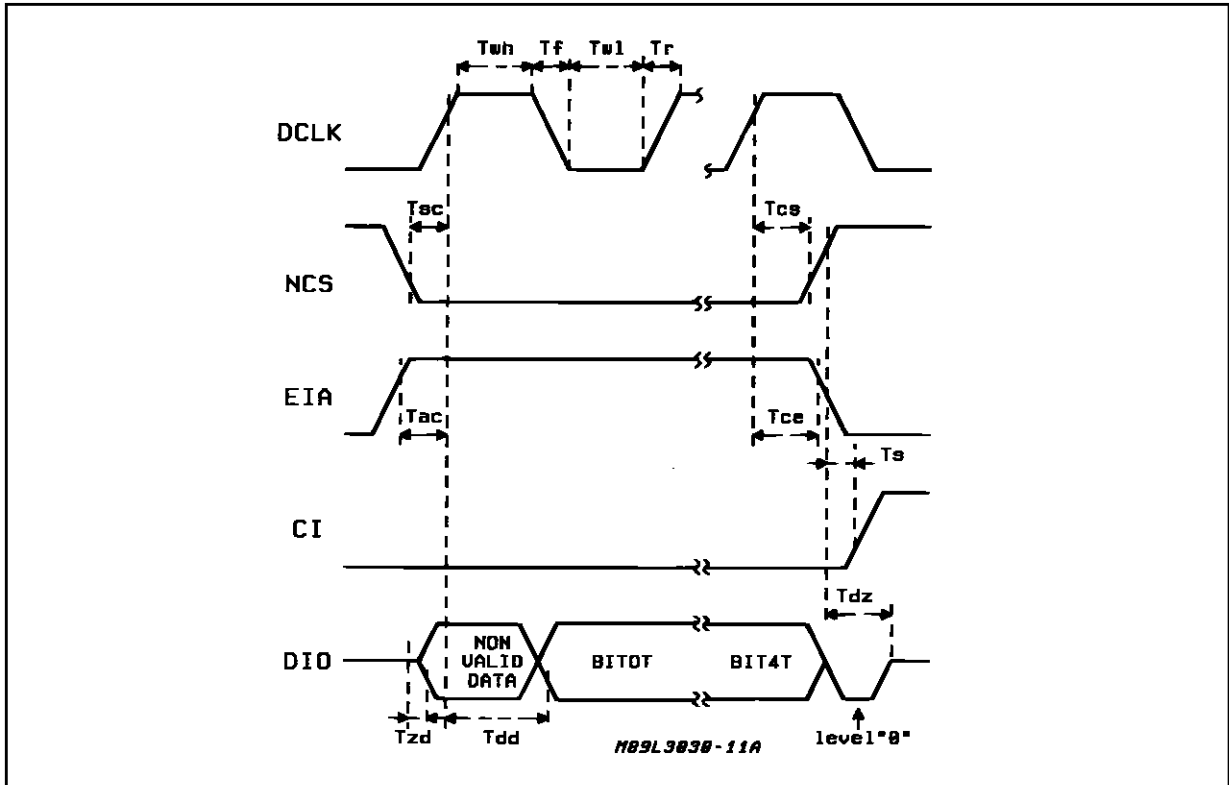 Twh Tf Twl Tr
DCLK
Tsc Tcs
NCS
EIA
Tac Tce
Ts
CI
Tdz
DIO
NON
VALID
DATA
BIT0T BIT4T
Tzd Tdd
M89L3030-11A
level"0"